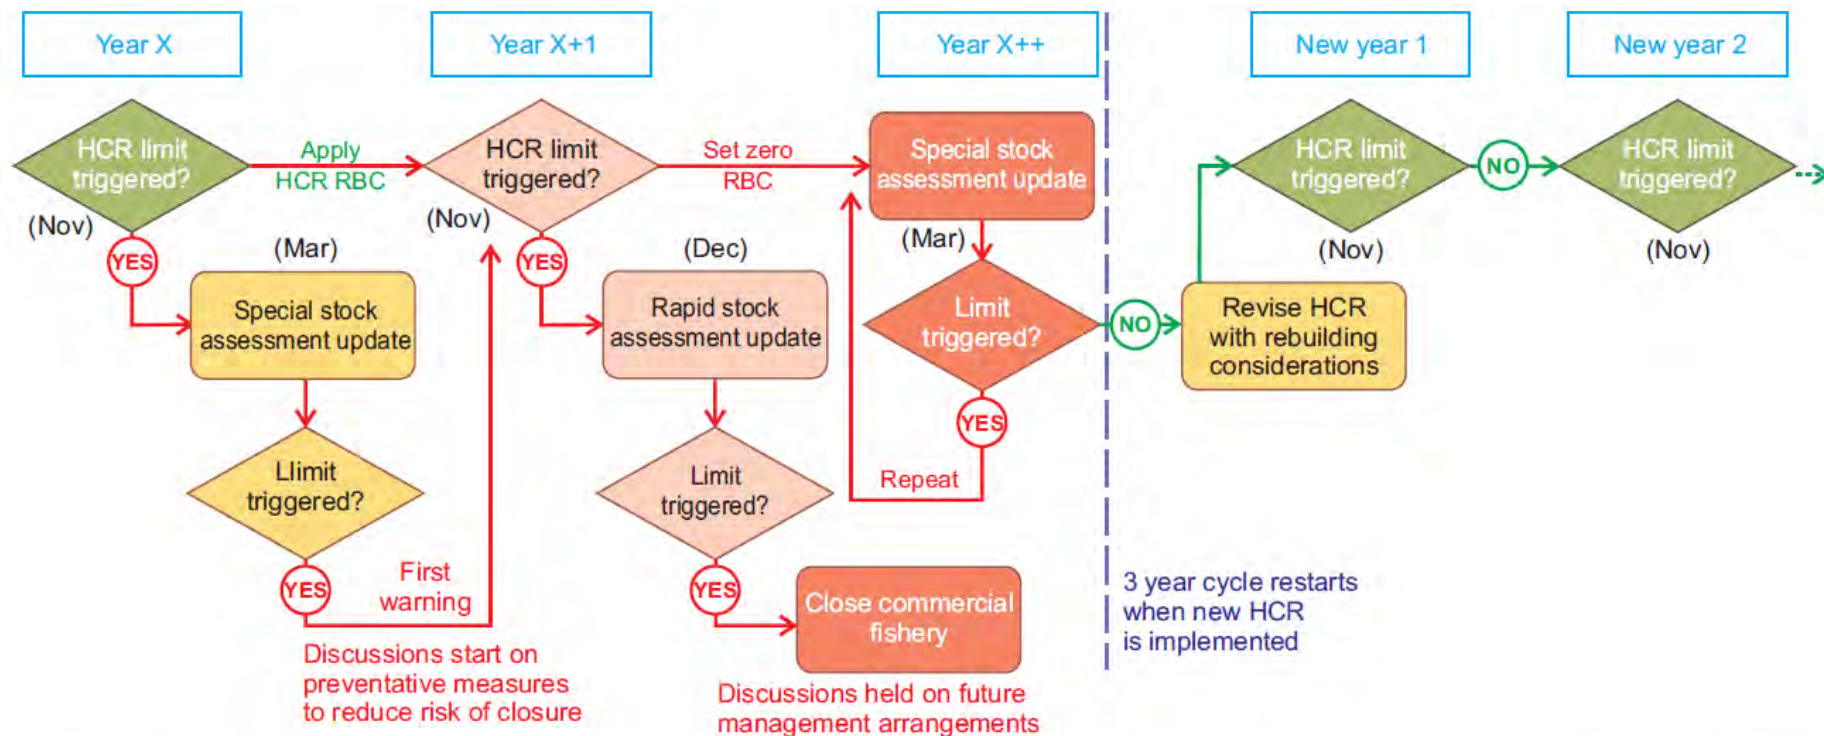 Year X
Year X+1
Year X++
New year 1
New year 2
HCR limit
triggered?
(Nov)
YES
Apply
HCR RBC
(Mar)
Special stock
assessment update
Llimit
triggered?
YES
First
warning
Discussions start on
preventative measures
to reduce risk of closure
HCR limit
triggered?
(Nov)
YES
Set zero
RBC
(Dec)
Rapid stock
assessment update
Limit
triggered?
YES
Close commercial
fishery
Discussions held on future
management arrangements
Special stock
assessment update
(Mar)
Limit
triggered?
YES
Repeat
NO
3 year cycle restarts
when new HCR
is implemented
Revise HCR
with rebuilding
considerations
HCR limit
triggered?
(Nov)
NO
HCR limit
triggered?
(Nov)